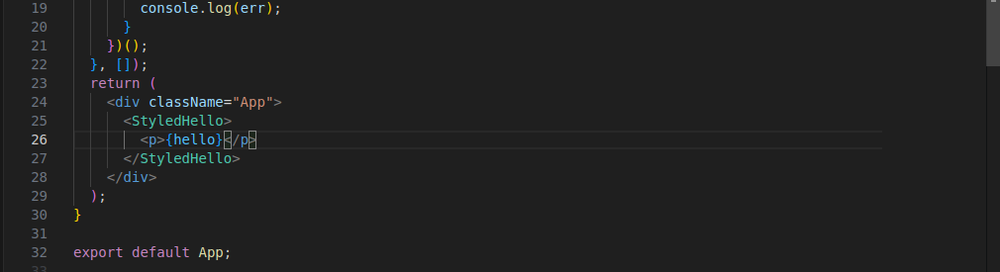 19 console.log(err);
20 }
21 })();
22 }, []);
23 return (
24 <div className="App">
25 <StyledHello>
26 <p>{hello}</p>
27 </StyledHello>
28 </div>
29 );
30 }
31
32 export default App;
33